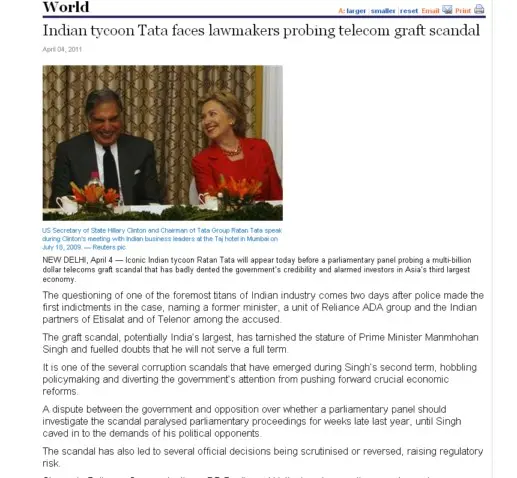 World
A: larger | smaller | reset Email Print
Indian tycoon Tata faces lawmakers probing telecom graft scandal
April 04, 2011
US Secretary of State Hillary Clinton and Chairman of Tata Group Ratan Tata speak
during Clinton's meeting with Indian business leaders at the Taj hotel in Mumbai on
July 18, 2009. — Reuters pic
NEW DELHI, April 4 — Iconic Indian tycoon Ratan Tata will appear today before a parliamentary panel probing a multi-billion
dollar telecoms graft scandal that has badly dented the government's credibility and alarmed investors in Asia's third largest
economy.
The questioning of one of the foremost titans of Indian industry comes two days after police made the
first indictments in the case, naming a former minister, a unit of Reliance ADA group and the Indian
partners of Etisalat and of Telenor among the accused.
The graft scandal, potentially India's largest, has tarnished the stature of Prime Minister Manmhohan
Singh and fuelled doubts that he will not serve a full term.
It is one of the several corruption scandals that have emerged during Singh's second term, hobbling
policymaking and diverting the government's attention from pushing forward crucial economic
reforms.
A dispute between the government and opposition over whether a parliamentary panel should
investigate the scandal paralysed parliamentary proceedings for weeks late last year, until Singh
caved in to the demands of his political opponents.
The scandal has also led to several official decisions being scrutinised or reversed, raising regulatory
risk.